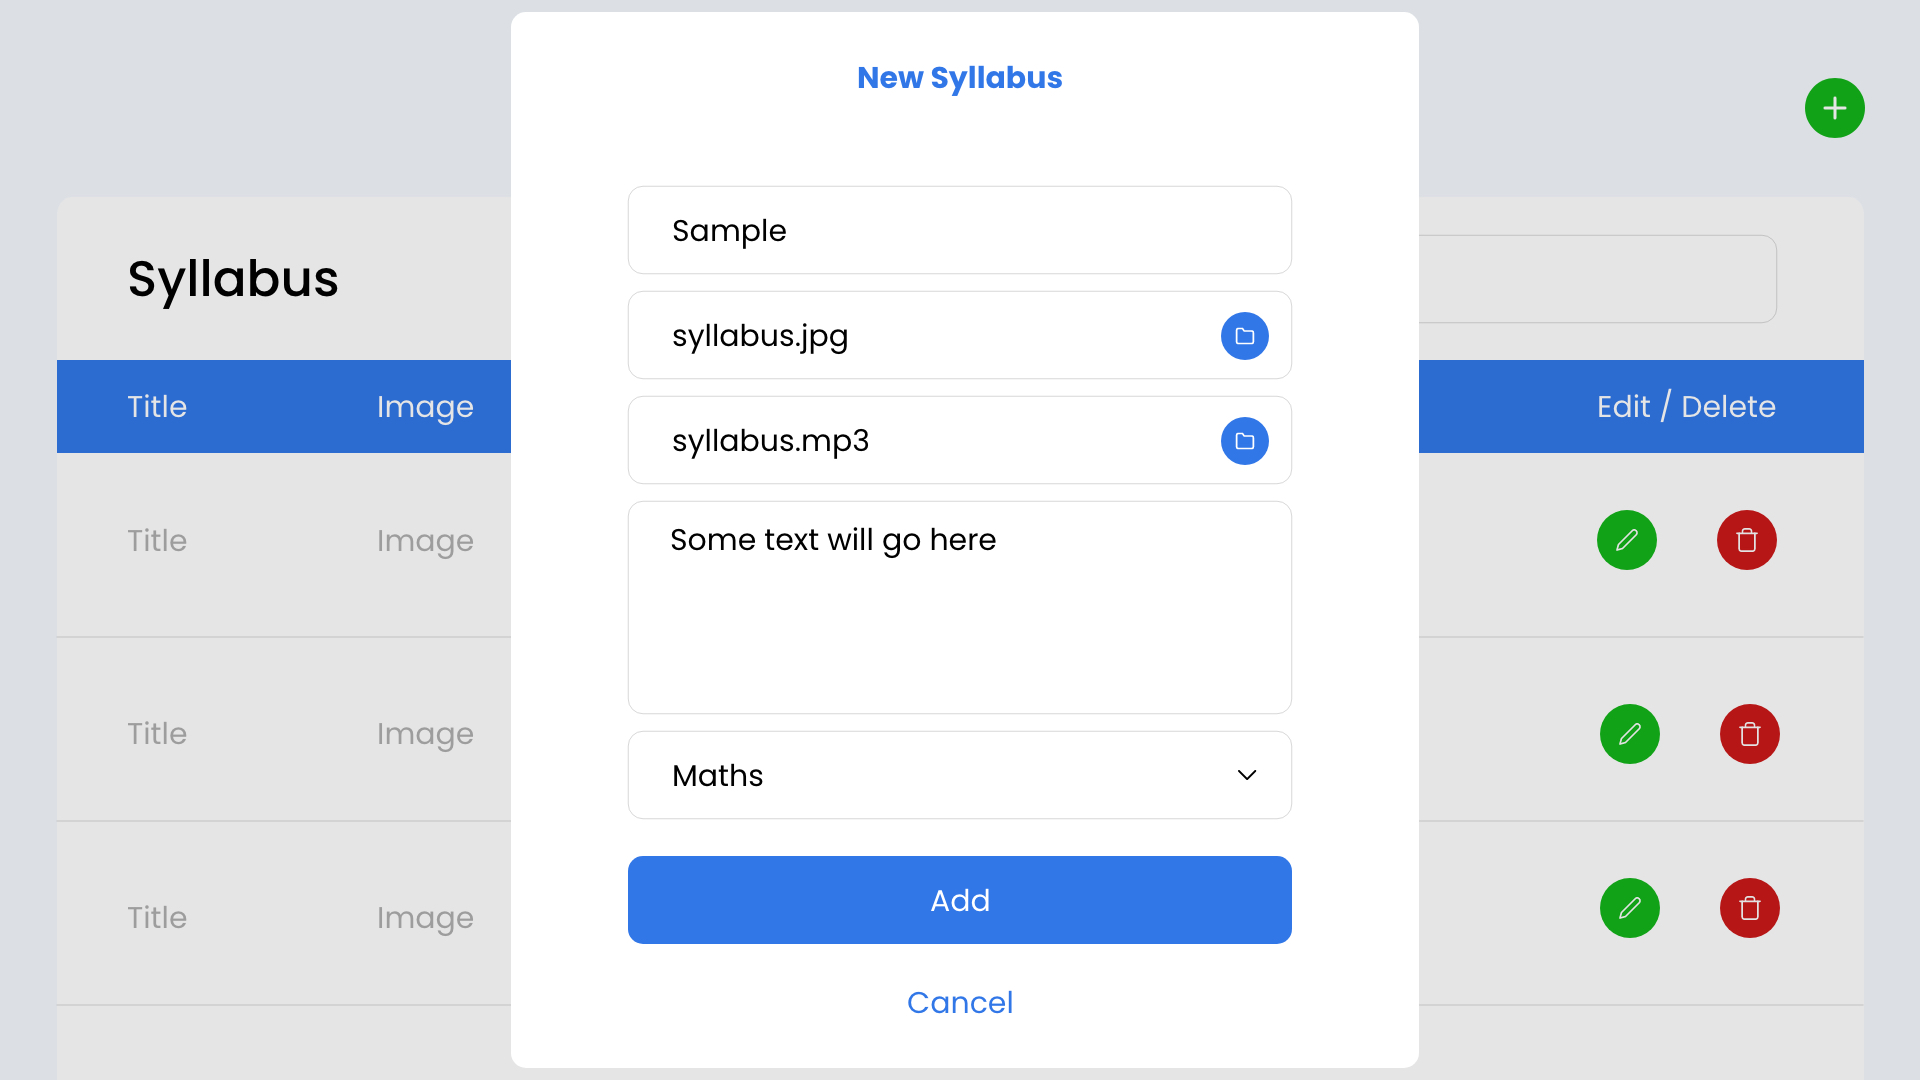 New Syllabus
Sample
Syllabus
syllabus.jpg
Title Image Edit / Delete
syllabus.mp3
Title Image
Some text will go here
Title Image
Maths
Title Image
Add
Cancel